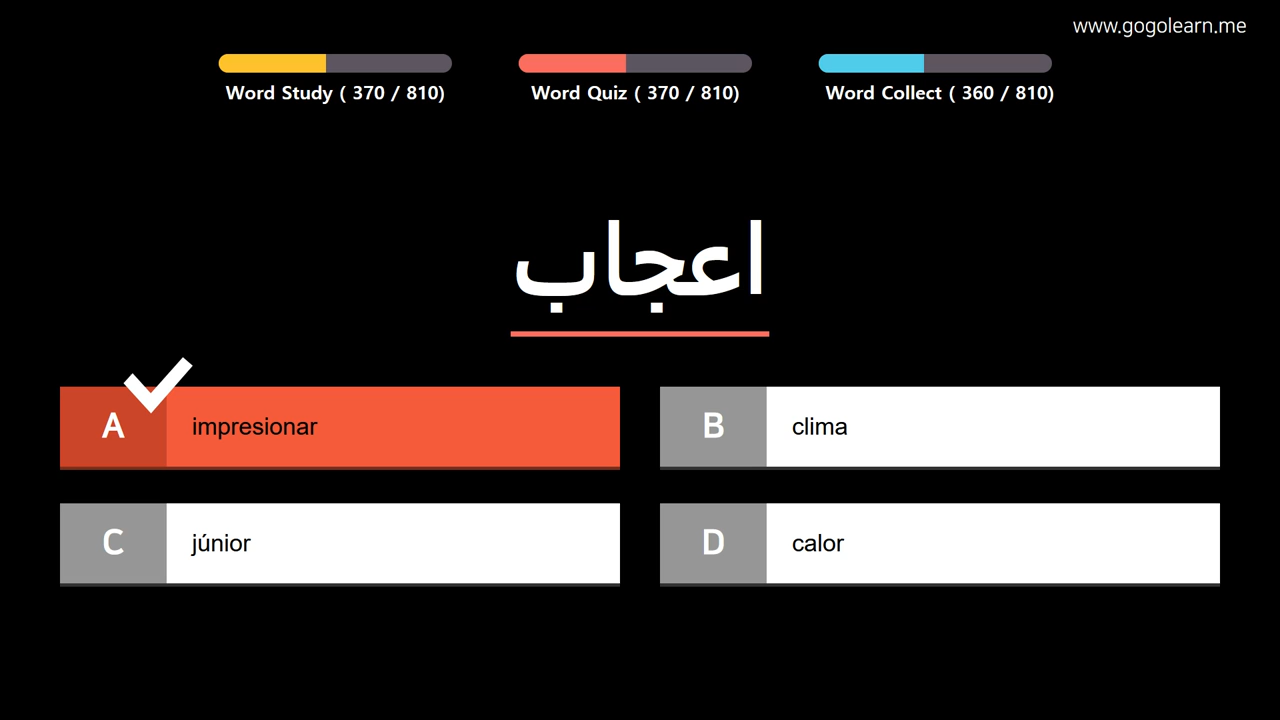 www.gogolearn.me
Word Study ( 370 / 810)
Word Quiz ( 370 / 810)
Word Collect ( 360 / 810)
اعجاب
A impresionar
B clima
C júnior
D calor